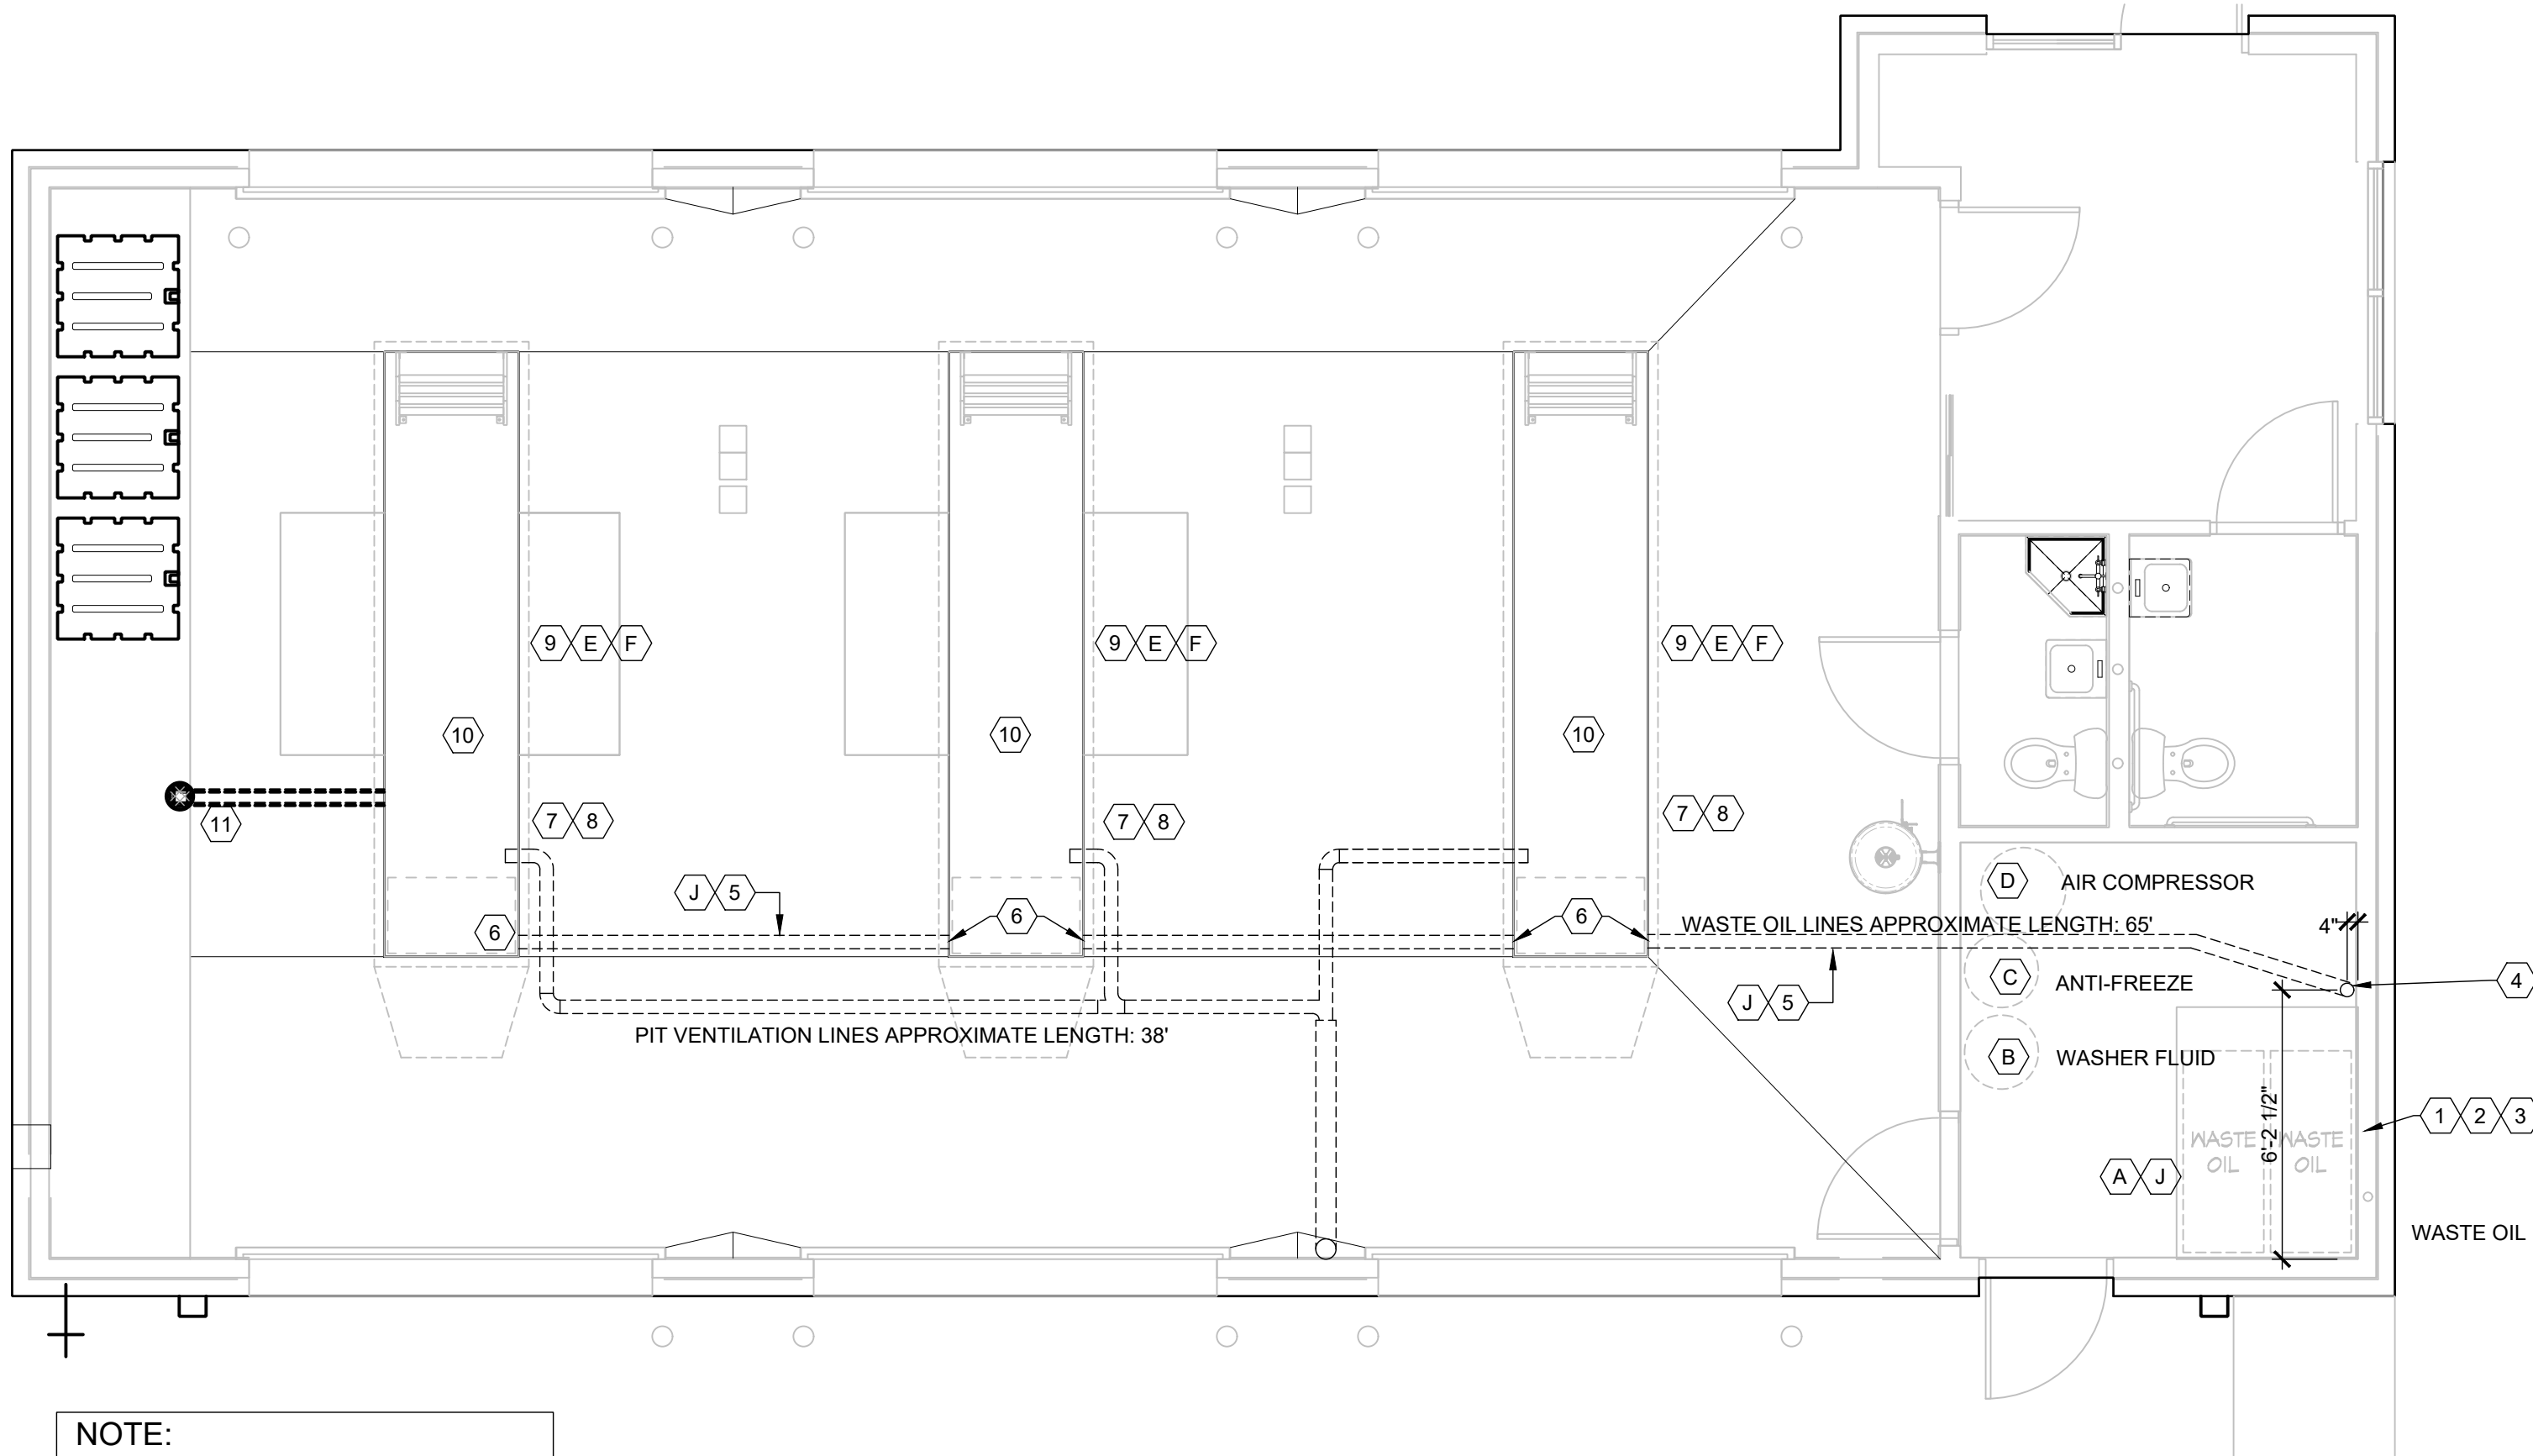 9 E F
9 E F
9 E F
10
10
10
11
7 8
7 8
7 8
J 5
6
6
6
D AIR COMPRESSOR
WASTE OIL LINES APPROXIMATE LENGTH: 65'
4"
4
C ANTI-FREEZE
J 5
PIT VENTILATION LINES APPROXIMATE LENGTH: 38'
B WASHER FLUID
6'-2 1/2"
1 2 3
WASTE
OIL
WASTE
OIL
A J
WASTE OIL
NOTE: